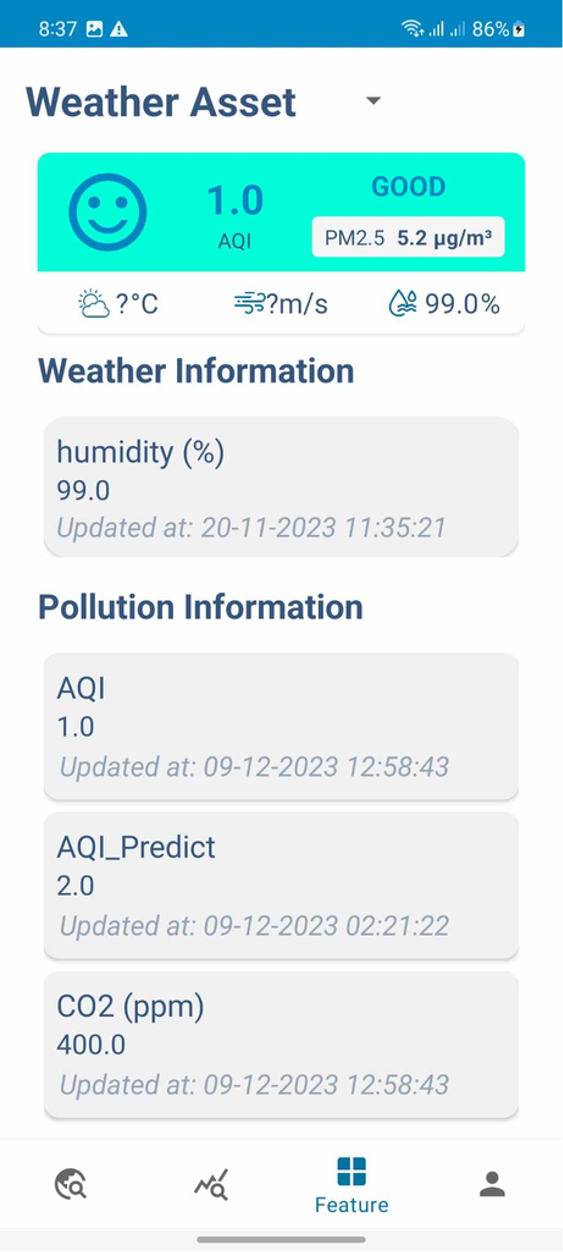 8:37 86%
Weather Asset
1.0
AQI
GOOD
PM2.5 5.2 µg/m³
?°C ?m/s 99.0%
Weather Information
humidity (%)
99.0
Updated at: 20-11-2023 11:35:21
Pollution Information
AQI
1.0
Updated at: 09-12-2023 12:58:43
AQI_Predict
2.0
Updated at: 09-12-2023 02:21:22
CO2 (ppm)
400.0
Updated at: 09-12-2023 12:58:43
Feature